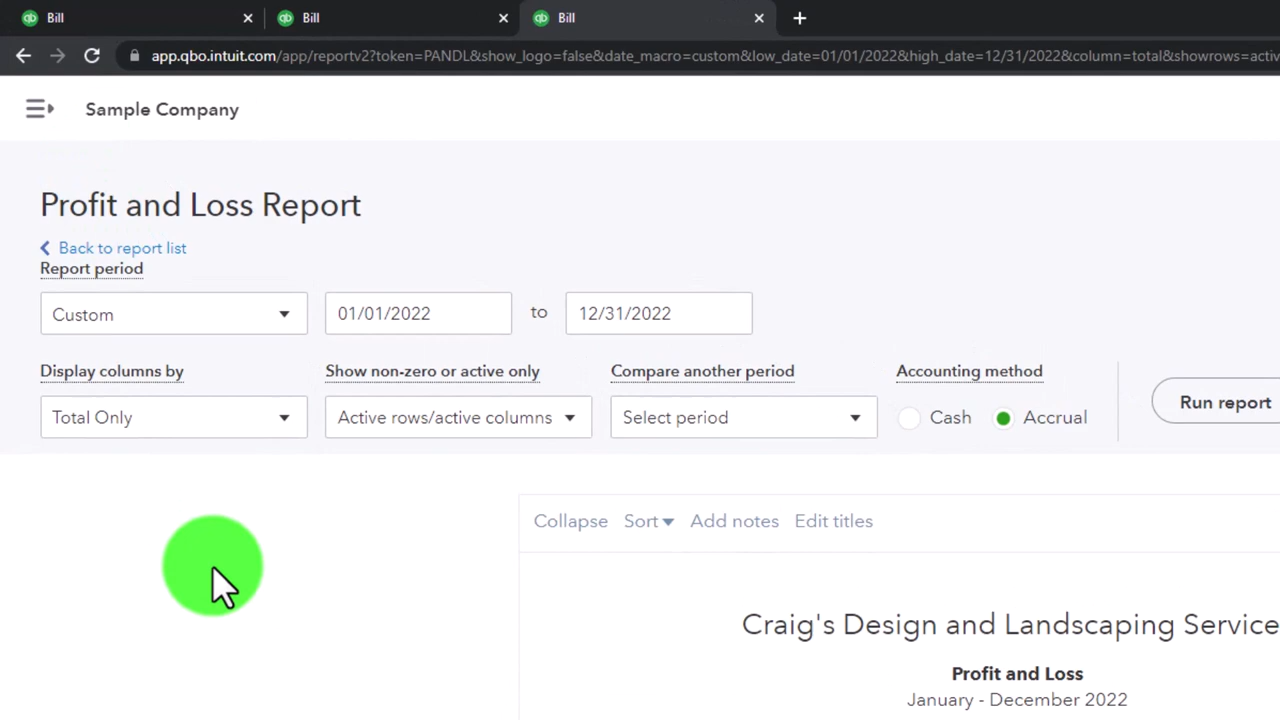 Bill
Bill
Bill
app.qbo.intuit.com/app/reportv2?token=PANDL&show_logo=false&date_macro=custom&low_date=01/01/2022&high_date=12/31/2022&column=total&showrows=activ
Sample Company
Profit and Loss Report
Back to report list
Report period
Custom 01/01/2022 to 12/31/2022
Display columns by Show non-zero or active only Compare another period Accounting method
Total Only Active rows/active columns Select period Cash Accrual Run report
Collapse Sort Add notes Edit titles
Craig's Design and Landscaping Service
Profit and Loss
January - December 2022